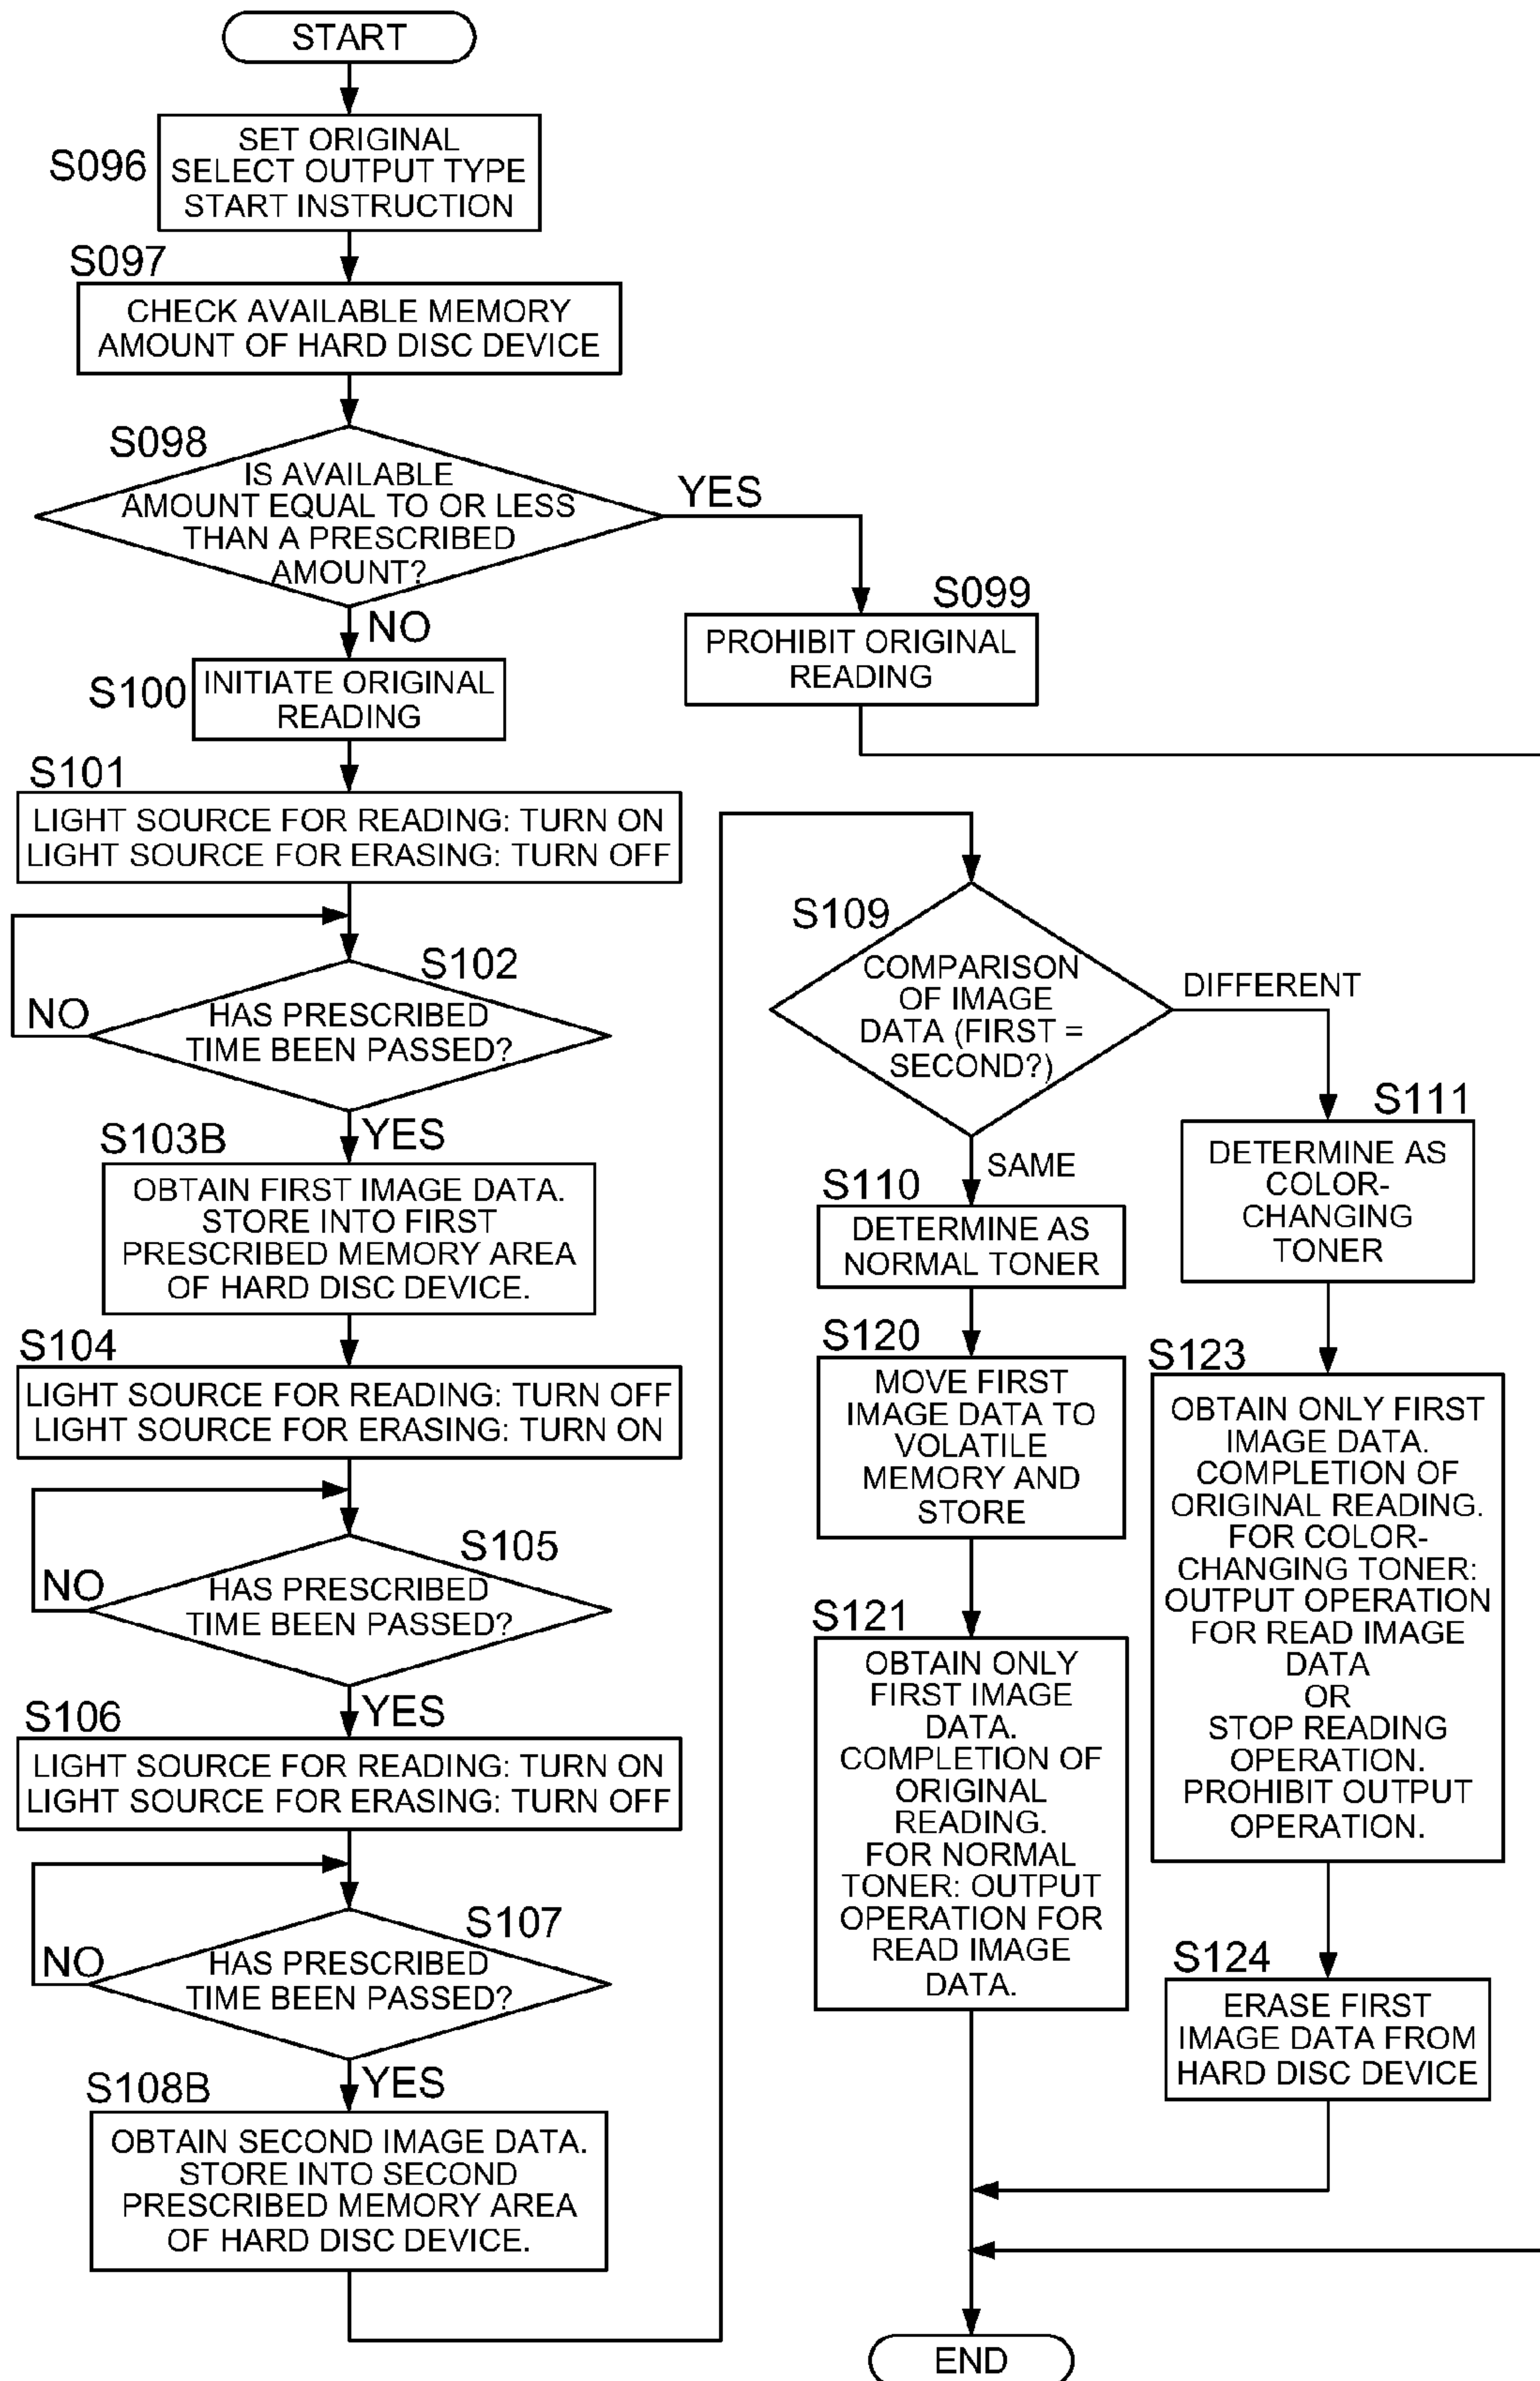 START
S096
SET ORIGINAL
SELECT OUTPUT TYPE
START INSTRUCTION
S097
CHECK AVAILABLE MEMORY
AMOUNT OF HARD DISC DEVICE
S098
IS AVAILABLE
AMOUNT EQUAL TO OR LESS
THAN A PRESCRIBED
AMOUNT?
YES
NO
S099
PROHIBIT ORIGINAL
READING
S100
INITIATE ORIGINAL
READING
S101
LIGHT SOURCE FOR READING: TURN ON
LIGHT SOURCE FOR ERASING: TURN OFF
S102
HAS PRESCRIBED
TIME BEEN PASSED?
NO
YES
S103B
OBTAIN FIRST IMAGE DATA.
STORE INTO FIRST
PRESCRIBED MEMORY AREA
OF HARD DISC DEVICE.
S104
LIGHT SOURCE FOR READING: TURN OFF
LIGHT SOURCE FOR ERASING: TURN ON
S105
HAS PRESCRIBED
TIME BEEN PASSED?
NO
YES
S106
LIGHT SOURCE FOR READING: TURN ON
LIGHT SOURCE FOR ERASING: TURN OFF
S107
HAS PRESCRIBED
TIME BEEN PASSED?
NO
YES
S108B
OBTAIN SECOND IMAGE DATA.
STORE INTO SECOND
PRESCRIBED MEMORY AREA
OF HARD DISC DEVICE.
S109
COMPARISON
OF IMAGE
DATA (FIRST =
SECOND?)
DIFFERENT
SAME
S110
DETERMINE AS
NORMAL TONER
S120
MOVE FIRST
IMAGE DATA TO
VOLATILE
MEMORY AND
STORE
S121
OBTAIN ONLY
FIRST IMAGE
DATA.
COMPLETION OF
ORIGINAL
READING.
FOR NORMAL
TONER: OUTPUT
OPERATION FOR
READ IMAGE
DATA.
S111
DETERMINE AS
COLOR-
CHANGING
TONER
S123
OBTAIN ONLY FIRST
IMAGE DATA.
COMPLETION OF
ORIGINAL READING.
FOR COLOR-
CHANGING TONER:
OUTPUT OPERATION
FOR READ IMAGE
DATA
OR
STOP READING
OPERATION.
PROHIBIT OUTPUT
OPERATION.
S124
ERASE FIRST
IMAGE DATA FROM
HARD DISC DEVICE
END